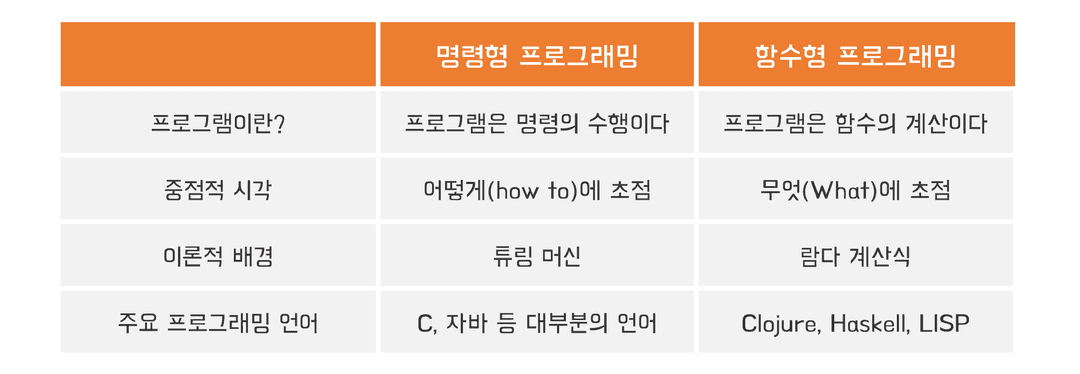 명령형 프로그래밍 함수형 프로그래밍
프로그램이란? 프로그램은 명령의 수행이다 프로그램은 함수의 계산이다
중점적 시각 어떻게(how to)에 초점 무엇(What)에 초점
이론적 배경 튜링 머신 람다 계산식
주요 프로그래밍 언어 C, 자바 등 대부분의 언어 Clojure, Haskell, LISP